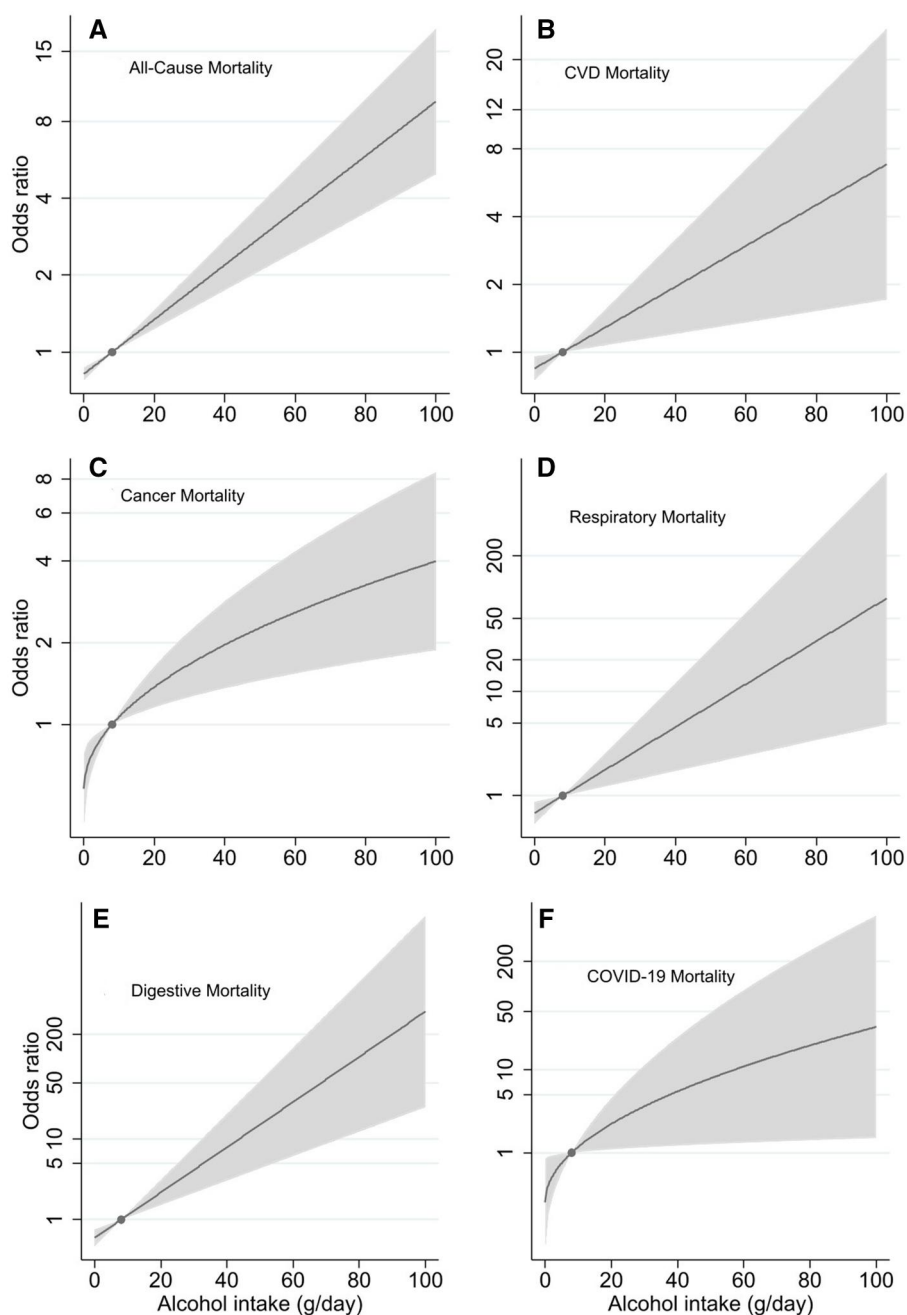 A
All-Cause Mortality
Odds ratio
15
8
4
2
1
0 20 40 60 80 100
B
CVD Mortality
20
12
8
4
2
1
0 20 40 60 80 100
C
Cancer Mortality
Odds ratio
8
6
4
2
1
0 20 40 60 80 100
D
Respiratory Mortality
200
50
20
10
5
1
0 20 40 60 80 100
E
Digestive Mortality
Odds ratio
200
50
10
5
1
0 20 40 60 80 100
Alcohol intake (g/day)
F
COVID-19 Mortality
200
50
10
5
1
0 20 40 60 80 100
Alcohol intake (g/day)